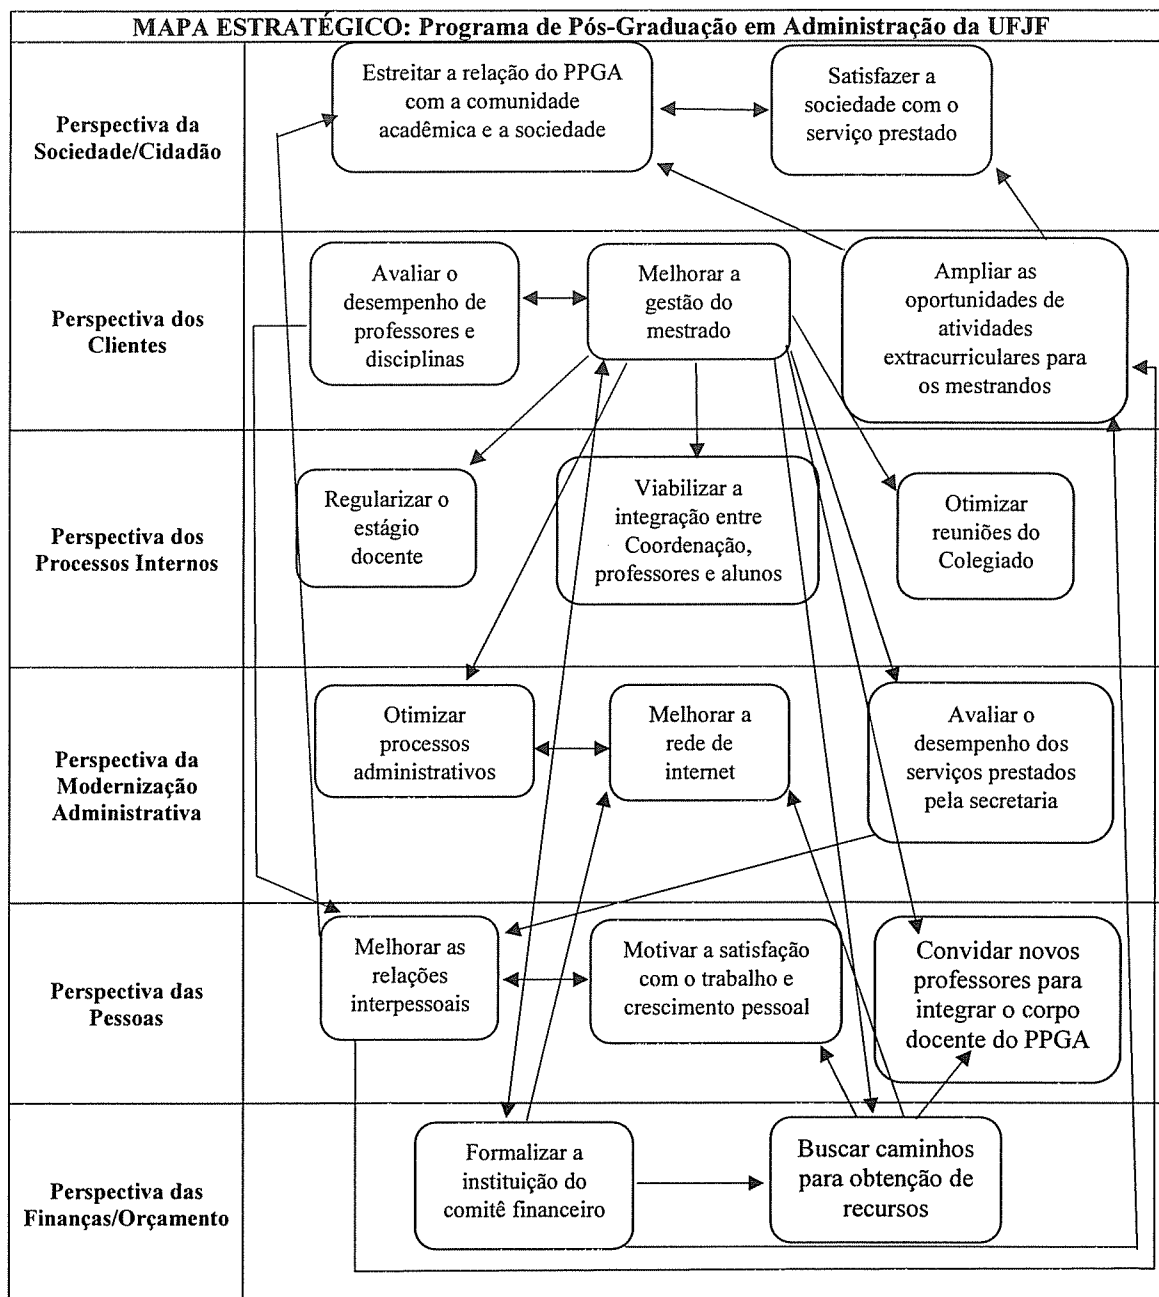 MAPA ESTRATÉGICO: Programa de Pós-Graduação em Administração da UFJF
Perspectiva da
Sociedade/Cidadão
Estreitar a relação do PPGA
com a comunidade
acadêmica e a sociedade
Satisfazer a
sociedade com o
serviço prestado
Perspectiva dos
Clientes
Avaliar o
desempenho de
professores e
disciplinas
Melhorar a
gestão do
mestrado
Ampliar as
oportunidades de
atividades
extracurriculares para
os mestrandos
Perspectiva dos
Processos Internos
Regularizar o
estágio
docente
Viabilizar a
integração entre
Coordenação,
professores e alunos
Otimizar
reuniões do
Colegiado
Perspectiva da
Modernização
Administrativa
Otimizar
processos
administrativos
Melhorar a
rede de
internet
Avaliar o
desempenho dos
serviços prestados
pela secretaria
Perspectiva das
Pessoas
Melhorar as
relações
interpessoais
Motivar a satisfação
com o trabalho e
crescimento pessoal
Convidar novos
professores para
integrar o corpo
docente do PPGA
Perspectiva das
Finanças/Orçamento
Formalizar a
instituição do
comitê financeiro
Buscar caminhos
para obtenção de
recursos